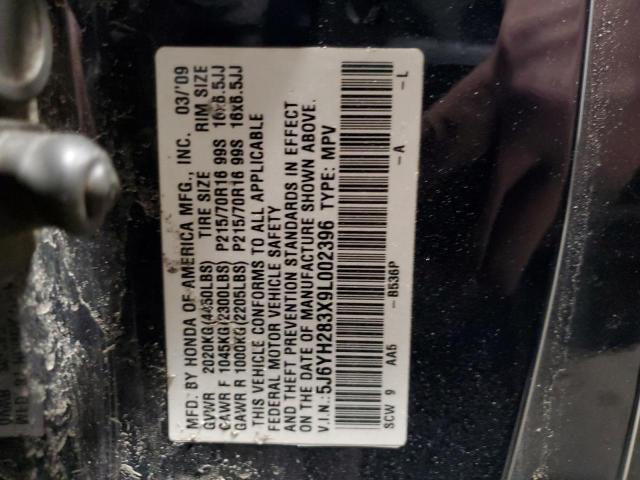 MFD. BY HONDA OF AMERICA MFG., INC. 03/'09
GVWR 2020KG(4450LBS) TIRE SIZE RIM SIZE
GAWR F 1045KG(2300LBS) P215/70R16 99S 16x6.5JJ
GAWR R 1000KG(2205LBS) P215/70R16 99S 16x6.5JJ
THIS VEHICLE CONFORMS TO ALL APPLICABLE
FEDERAL MOTOR VEHICLE SAFETY
AND THEFT PREVENTION STANDARDS IN EFFECT
ON THE DATE OF MANUFACTURE SHOWN ABOVE.
V.I.N.: 5J6YH283X9L002396 TYPE: MPV
SCW 9 AA5 -B536P -A -L